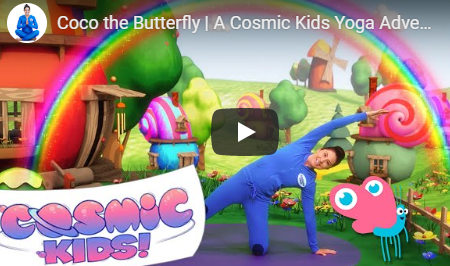 Coco the Butterfly | A Cosmic Kids Yoga Adve...
COSMIC
KIDS!